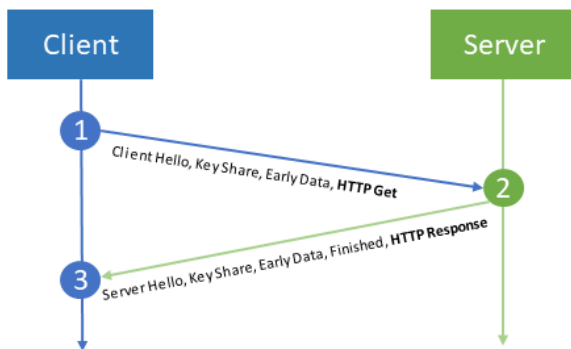 Client
Server
1
Client Hello, Key Share, Early Data, HTTP Get
2
Server Hello, Key Share, Early Data, Finished, HTTP Response
3